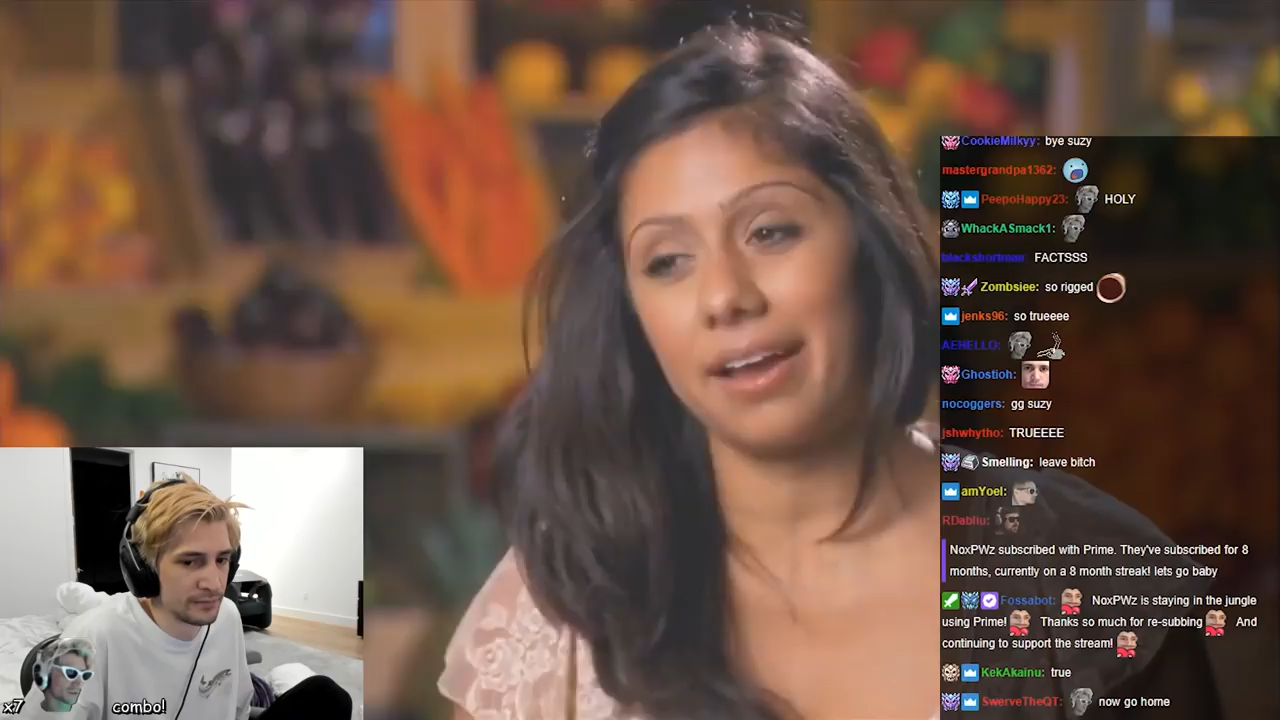 CookieMilkyy: bye suzy
mastergrandpa1362:
PeepoHappy23: HOLY
WhackASmack1:
blackshortman: FACTSSS
Zombsiee: so rigged
jenks96: so trueeee
AEHELLO:
Ghostioh:
nocoggers: gg suzy
jshwhytho: TRUEEEE
Smelling: leave bitch
amYoel:
RDabliu:
NoxPWz subscribed with Prime. They've subscribed for 8
months, currently on a 8 month streak! lets go baby
Fossabot: NoxPWz is staying in the jungle
using Prime! Thanks so much for re-subbing And
continuing to support the stream!
KekAkainu: true
SwerveTheQT: now go home
x7 combo!